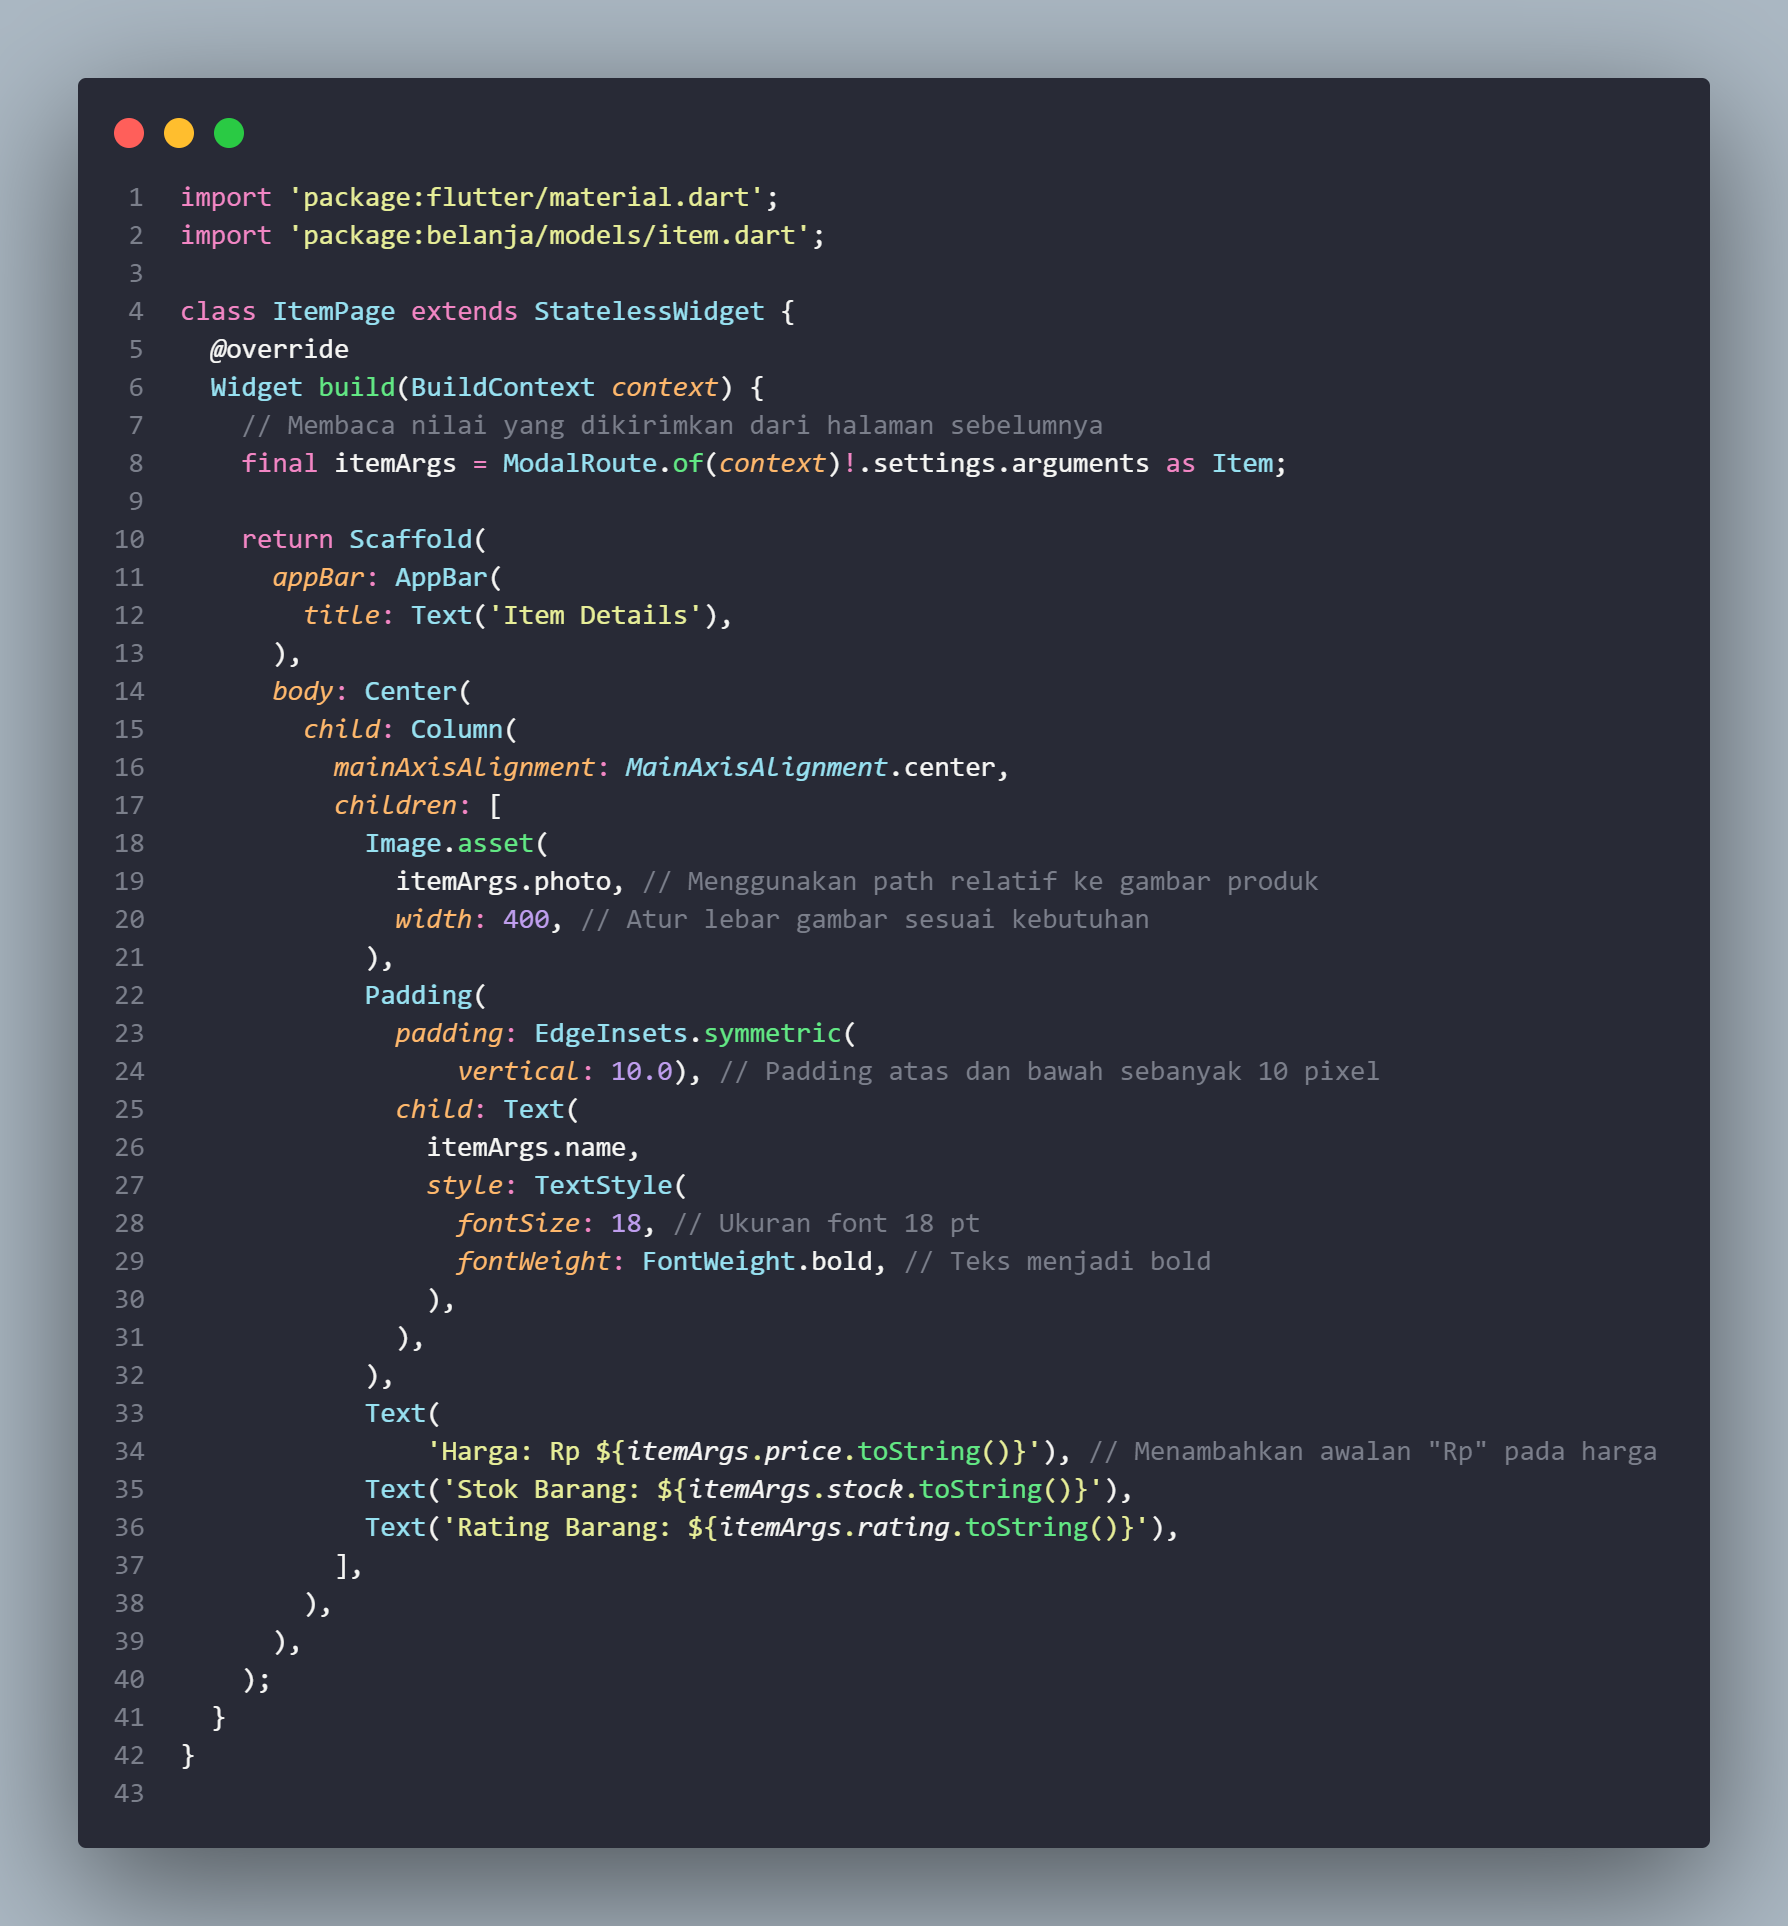 1 import 'package:flutter/material.dart';
2 import 'package:belanja/models/item.dart';
3
4 class ItemPage extends StatelessWidget {
5   @override
6   Widget build(BuildContext context) {
7     // Membaca nilai yang dikirimkan dari halaman sebelumnya
8     final itemArgs = ModalRoute.of(context)!.settings.arguments as Item;
9
10     return Scaffold(
11       appBar: AppBar(
12         title: Text('Item Details'),
13       ),
14       body: Center(
15         child: Column(
16           mainAxisAlignment: MainAxisAlignment.center,
17           children: [
18             Image.asset(
19               itemArgs.photo, // Menggunakan path relatif ke gambar produk
20               width: 400, // Atur lebar gambar sesuai kebutuhan
21             ),
22             Padding(
23               padding: EdgeInsets.symmetric(
24                   vertical: 10.0), // Padding atas dan bawah sebanyak 10 pixel
25               child: Text(
26                 itemArgs.name,
27                 style: TextStyle(
28                   fontSize: 18, // Ukuran font 18 pt
29                   fontWeight: FontWeight.bold, // Teks menjadi bold
30                 ),
31               ),
32             ),
33             Text(
34                 'Harga: Rp ${itemArgs.price.toString()}'), // Menambahkan awalan "Rp" pada harga
35             Text('Stok Barang: ${itemArgs.stock.toString()}'),
36             Text('Rating Barang: ${itemArgs.rating.toString()}'),
37           ],
38         ),
39       ),
40     );
41   }
42 }
43